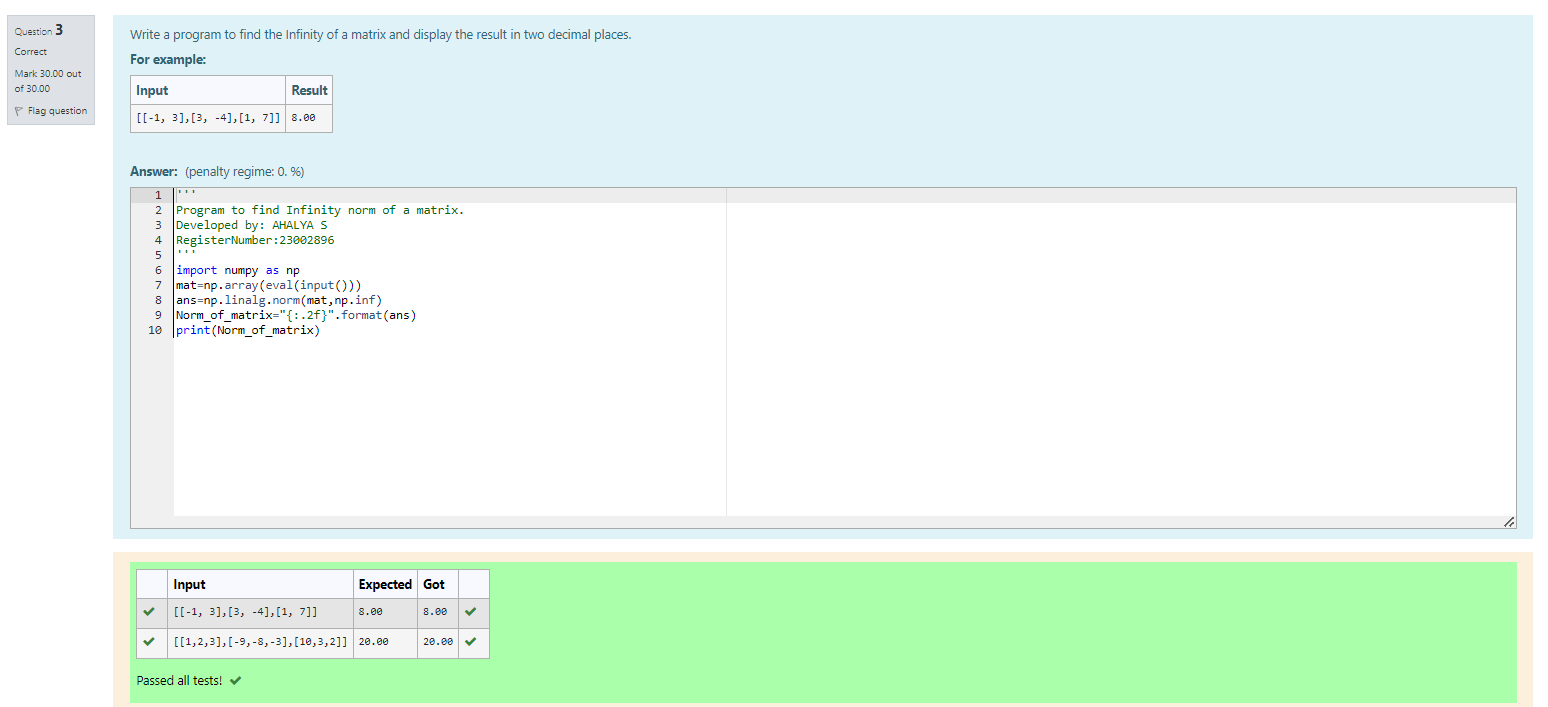 Question 3
Correct
Mark 30.00 out
of 30.00
Flag question
Write a program to find the Infinity of a matrix and display the result in two decimal places.
For example:
Input Result
[[-1, 3],[3, -4],[1, 7]] 8.00
Answer: (penalty regime: 0. %)
1 '''
2 Program to find Infinity norm of a matrix.
3 Developed by: AHALYA S
4 RegisterNumber:23002896
5 '''
6 import numpy as np
7 mat=np.array(eval(input()))
8 ans=np.linalg.norm(mat,np.inf)
9 Norm_of_matrix="{:.2f}".format(ans)
10 print(Norm_of_matrix)
Input Expected Got
[[-1, 3],[3, -4],[1, 7]] 8.00 8.00
[[1,2,3],[-9,-8,-3],[10,3,2]] 20.00 20.00
Passed all tests!